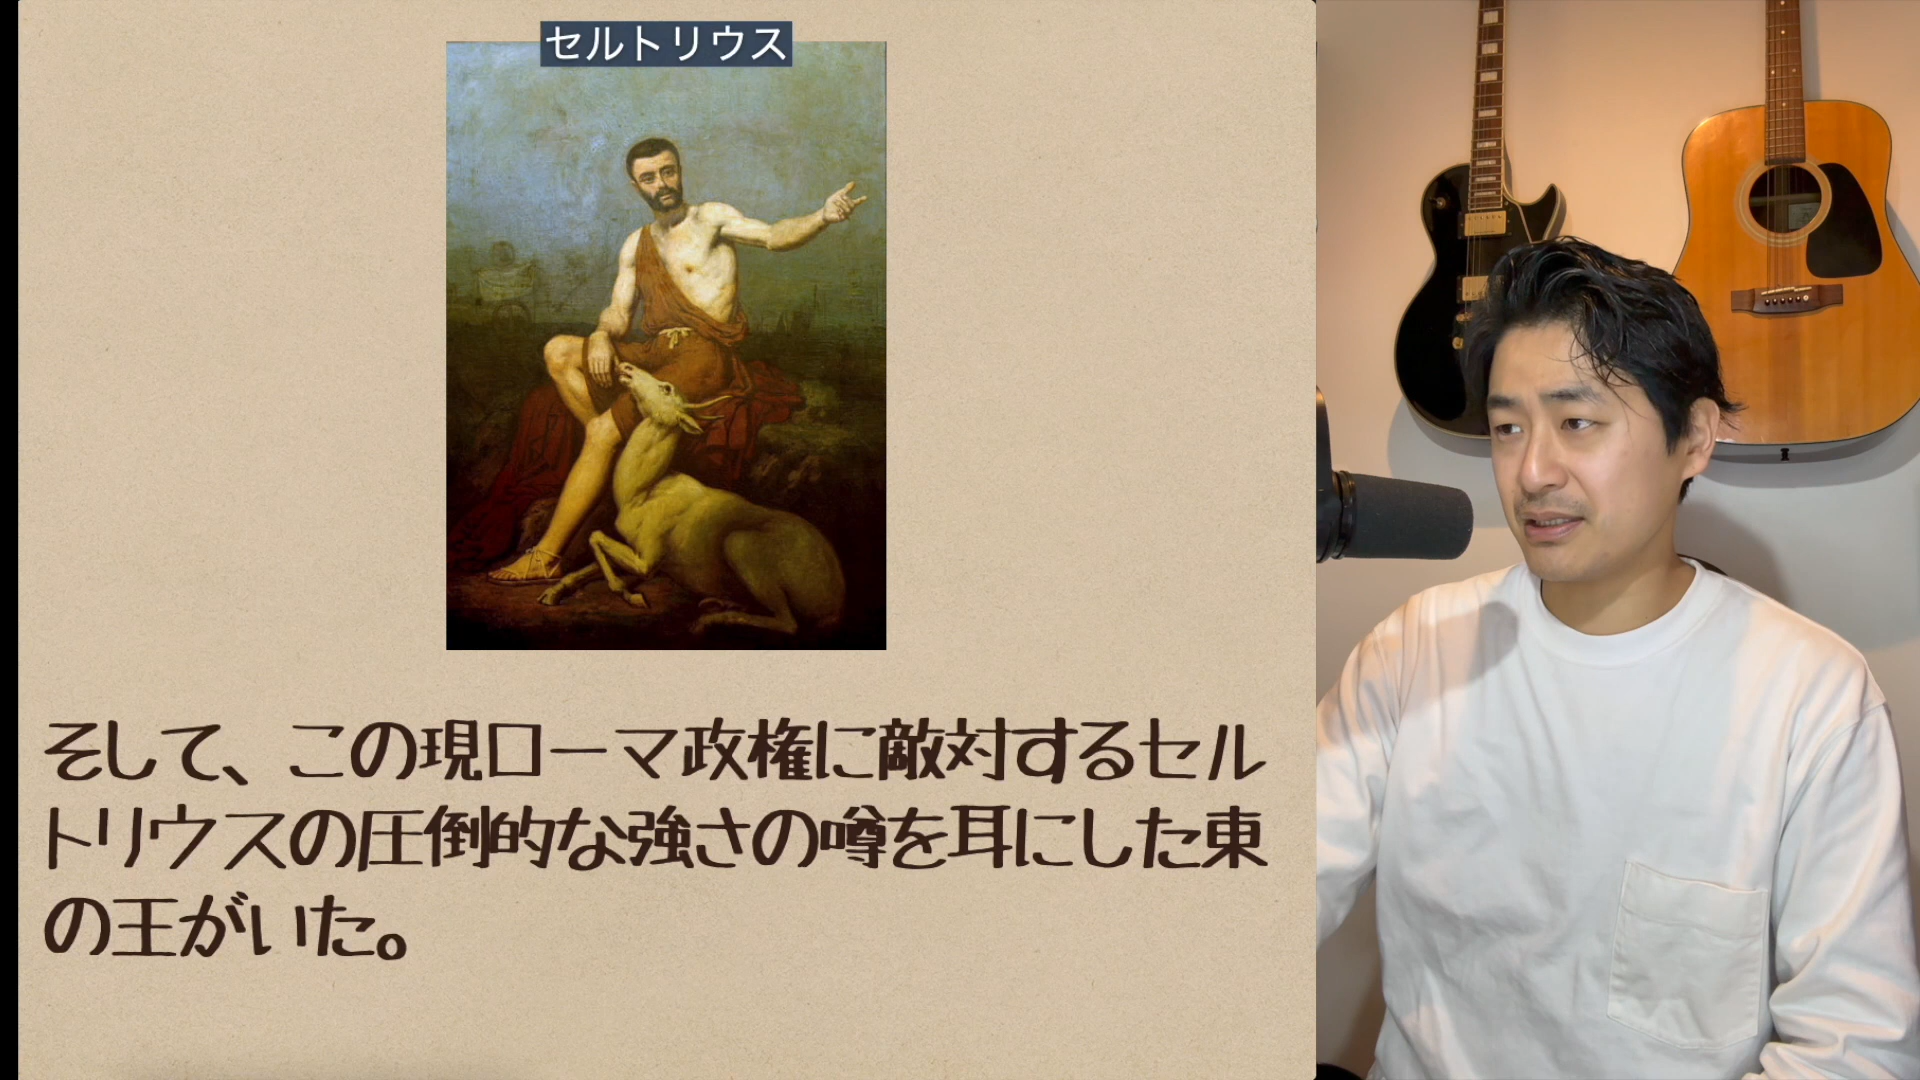 セルトリウス
そして、この現ローマ政権に敵対するセル
トリウスの圧倒的な強さの噂を耳にした東
の王がいた。